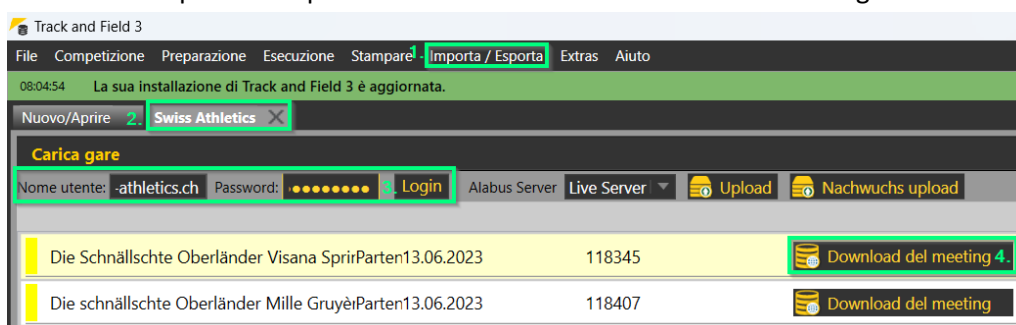 Track and Field 3
File Competizione Preparazione Esecuzione Stampare 1. Importa / Esporta Extras Aiuto
08:04:54 La sua installazione di Track and Field 3 è aggiornata.
Nuovo/Aprire 2. Swiss Athletics
Carica gare
Nome utente: -athletics.ch Password: 3. Login Alabus Server Live Server Upload Nachwuchs upload
Die Schnällschte Oberländer Visana SprirParten13.06.2023 118345 Download del meeting 4.
Die schnällschte Oberländer Mille GruyèrParten13.06.2023 118407 Download del meeting